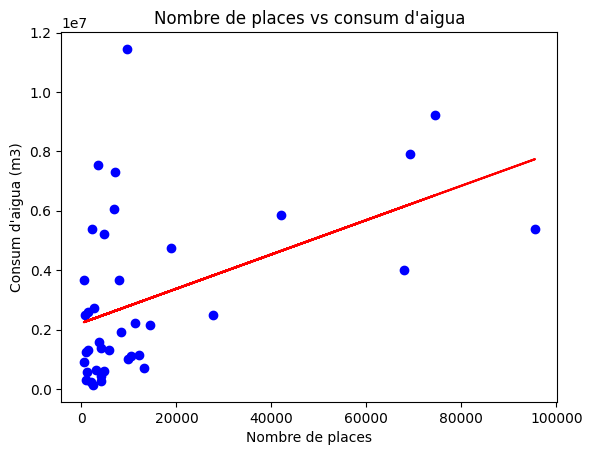 Nombre de places vs consum d'aigua
1e7
1.2
1.0
0.8
0.6
0.4
0.2
0.0
Consum d'aigua (m3)
0 20000 40000 60000 80000 100000
Nombre de places